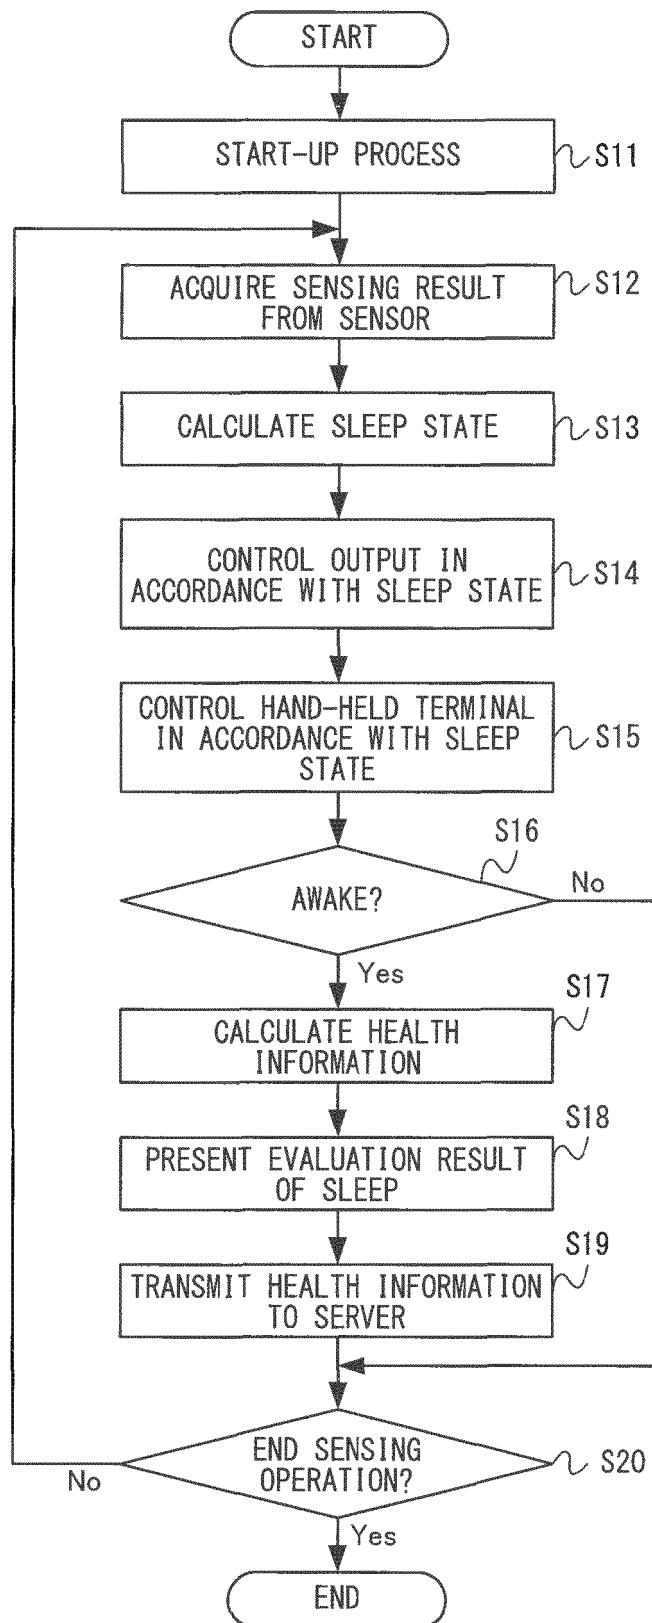 START
START-UP PROCESS
S11
ACQUIRE SENSING RESULT
FROM SENSOR
S12
CALCULATE SLEEP STATE
S13
CONTROL OUTPUT IN
ACCORDANCE WITH SLEEP STATE
S14
CONTROL HAND-HELD TERMINAL
IN ACCORDANCE WITH SLEEP
STATE
S15
S16
AWAKE?
No
Yes
S17
CALCULATE HEALTH
INFORMATION
S18
PRESENT EVALUATION RESULT
OF SLEEP
S19
TRANSMIT HEALTH INFORMATION
TO SERVER
END SENSING
OPERATION?
S20
No
Yes
END